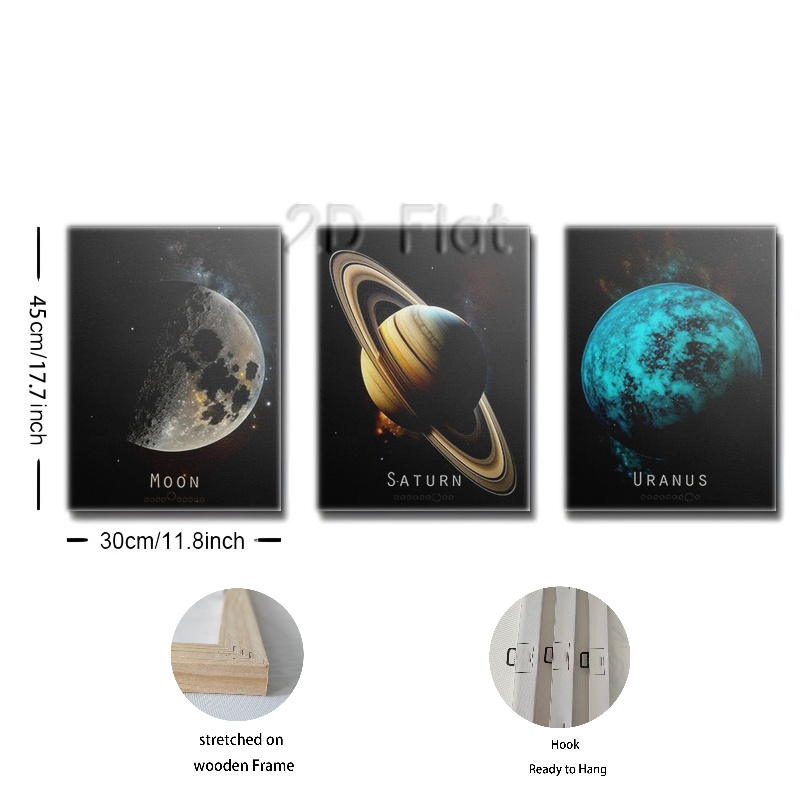 2D Flat
45cm/17.7inch
MOON
SATURN
URANUS
30cm/11.8inch
stretched on
wooden Frame
Hook
Ready to Hang